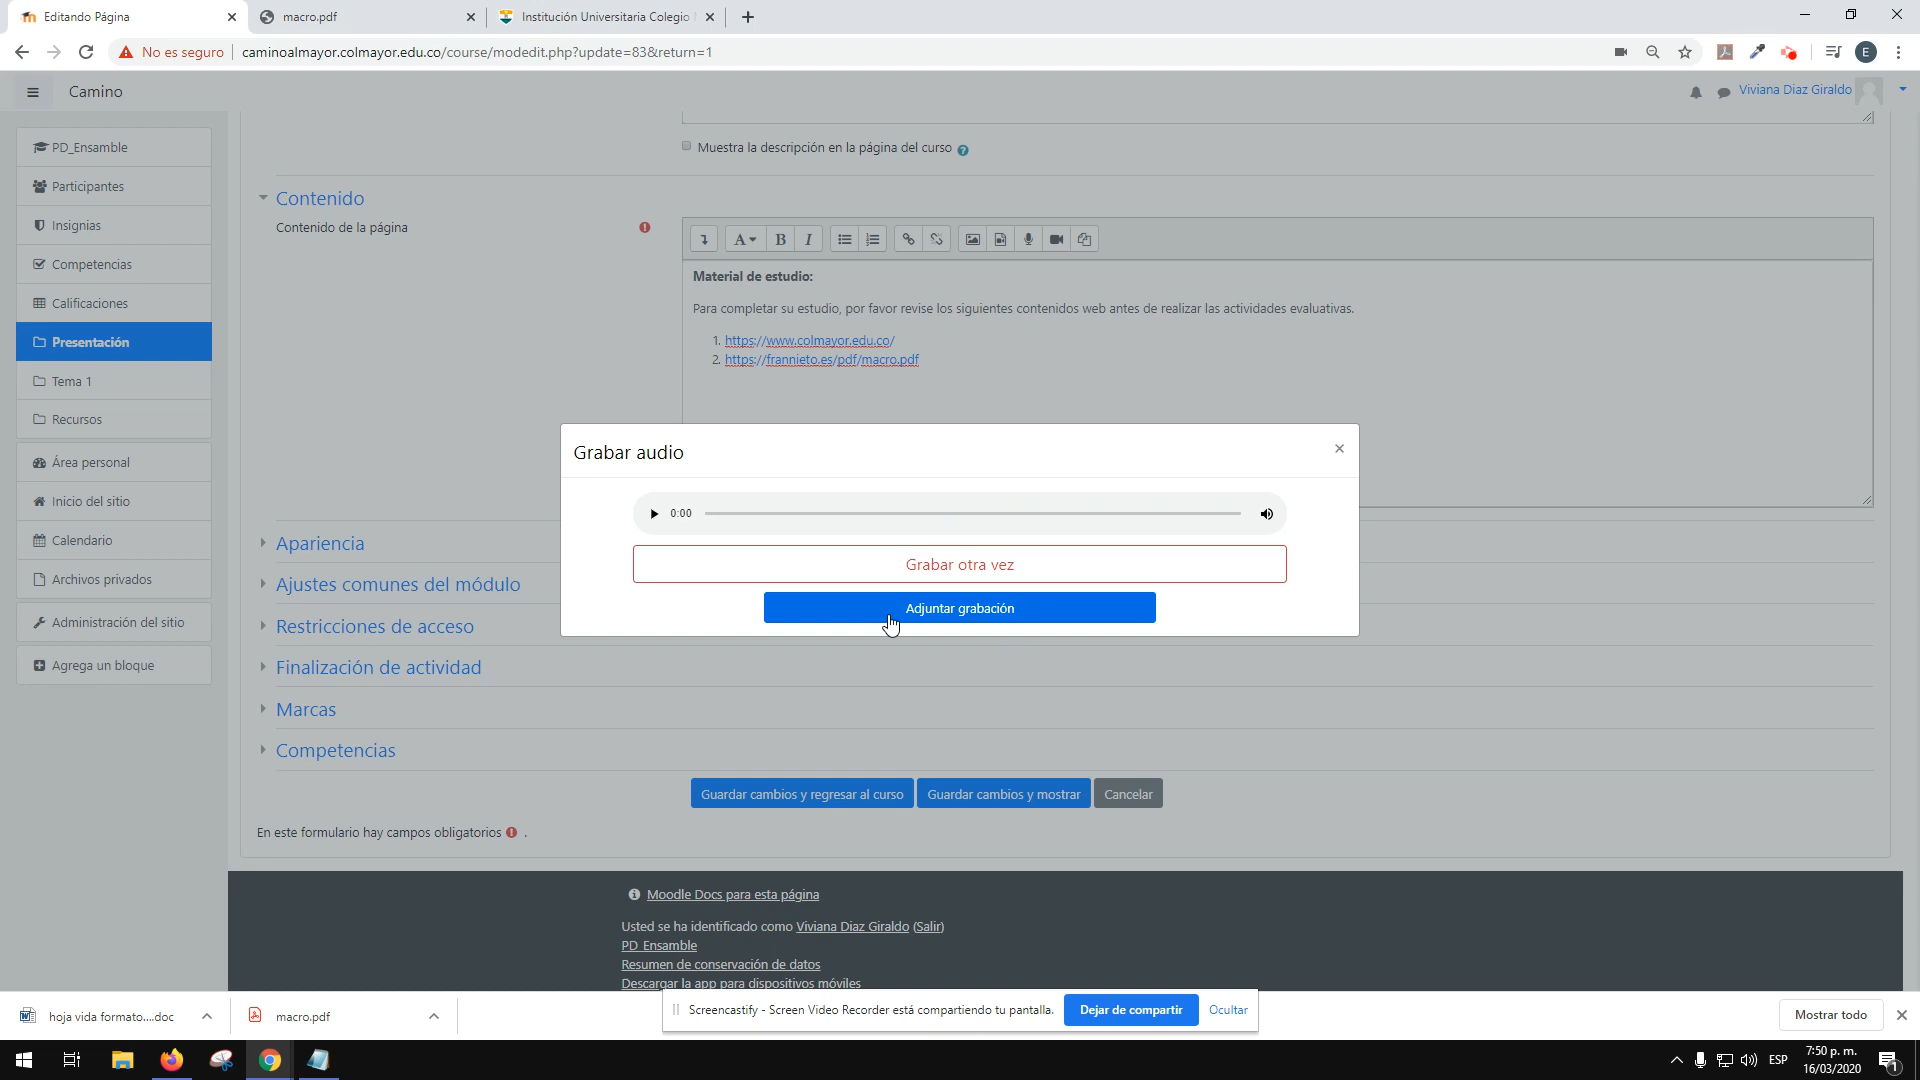 Editando Página
macro.pdf
Institución Universitaria Colegio
No es seguro
caminoalmayor.colmayor.edu.co/course/modedit.php?update=83&return=1
E
Camino
Viviana Diaz Giraldo
PD_Ensamble
Participantes
Insignias
Competencias
Calificaciones
Presentación
Tema 1
Recursos
Área personal
Inicio del sitio
Calendario
Archivos privados
Administración del sitio
Agrega un bloque
Muestra la descripción en la página del curso
Contenido
Contenido de la página
A B I
Material de estudio:
Para completar su estudio, por favor revise los siguientes contenidos web antes de realizar las actividades evaluativas.
1. https://www.colmayor.edu.co/
2. https://frannieto.es/pdf/macro.pdf
Grabar audio
×
0:00
Grabar otra vez
Adjuntar grabación
Apariencia
Ajustes comunes del módulo
Restricciones de acceso
Finalización de actividad
Marcas
Competencias
Guardar cambios y regresar al curso
Guardar cambios y mostrar
Cancelar
En este formulario hay campos obligatorios .
Moodle Docs para esta página
Usted se ha identificado como Viviana Diaz Giraldo (Salir)
PD_Ensamble
Resumen de conservación de datos
Descargar la app para dispositivos móviles
hoja vida formato....doc
macro.pdf
Screencastify - Screen Video Recorder está compartiendo tu pantalla.
Dejar de compartir
Ocultar
Mostrar todo
ESP
7:50 p. m.
16/03/2020
1